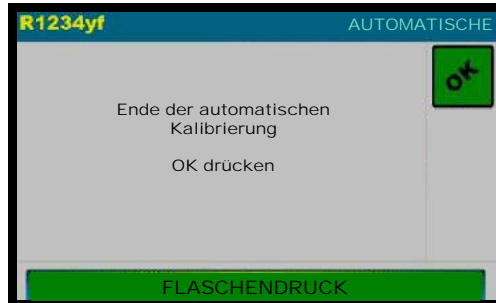 R1234yf AUTOMATISCHE
OK
Ende der automatischen
Kalibrierung
OK drücken
FLASCHENDRUCK